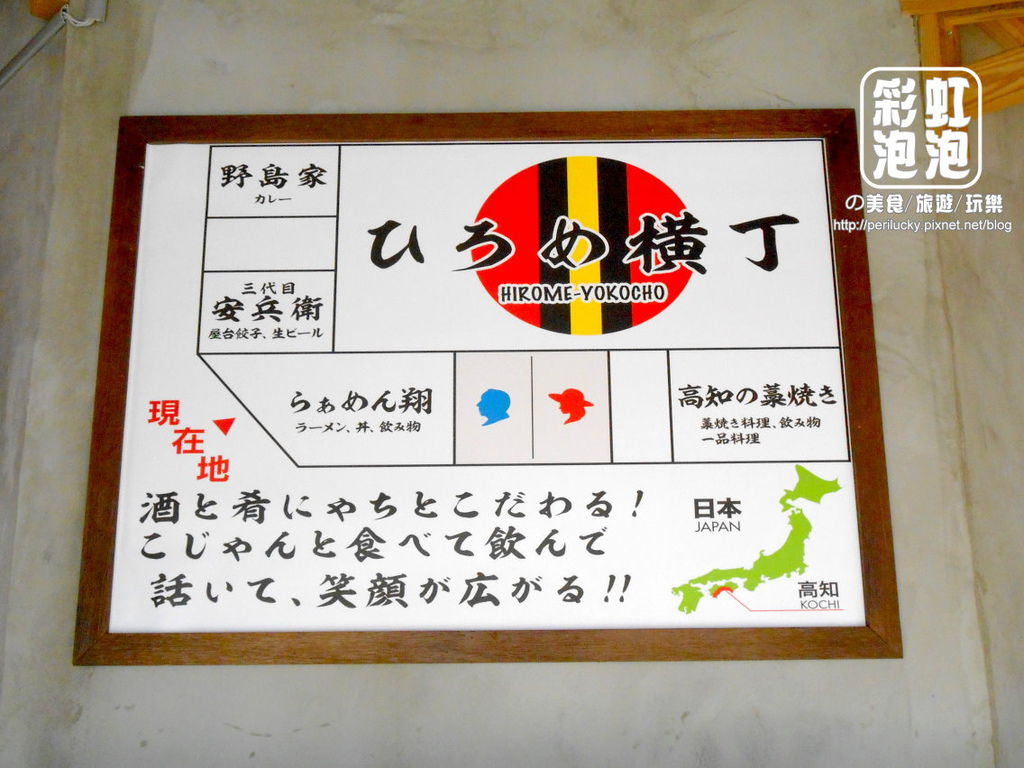 野島家
カレー
三代目
安兵衛
屋台餃子、生ビール
ひろめ横丁
HIROME-YOKOCHO
らぁめん翔
ラーメン、丼、飲み物
高知の藁焼き
藁焼き料理、飲み物
一品料理
現在地
酒と肴にゃちとこだわる!
こじゃんと食べて飲んで
話いて、笑顔が広がる!!
日本
JAPAN
高知
KOCHI
彩虹
泡泡
の美食/旅遊/玩樂
http://perilucky.pixnet.net/blog